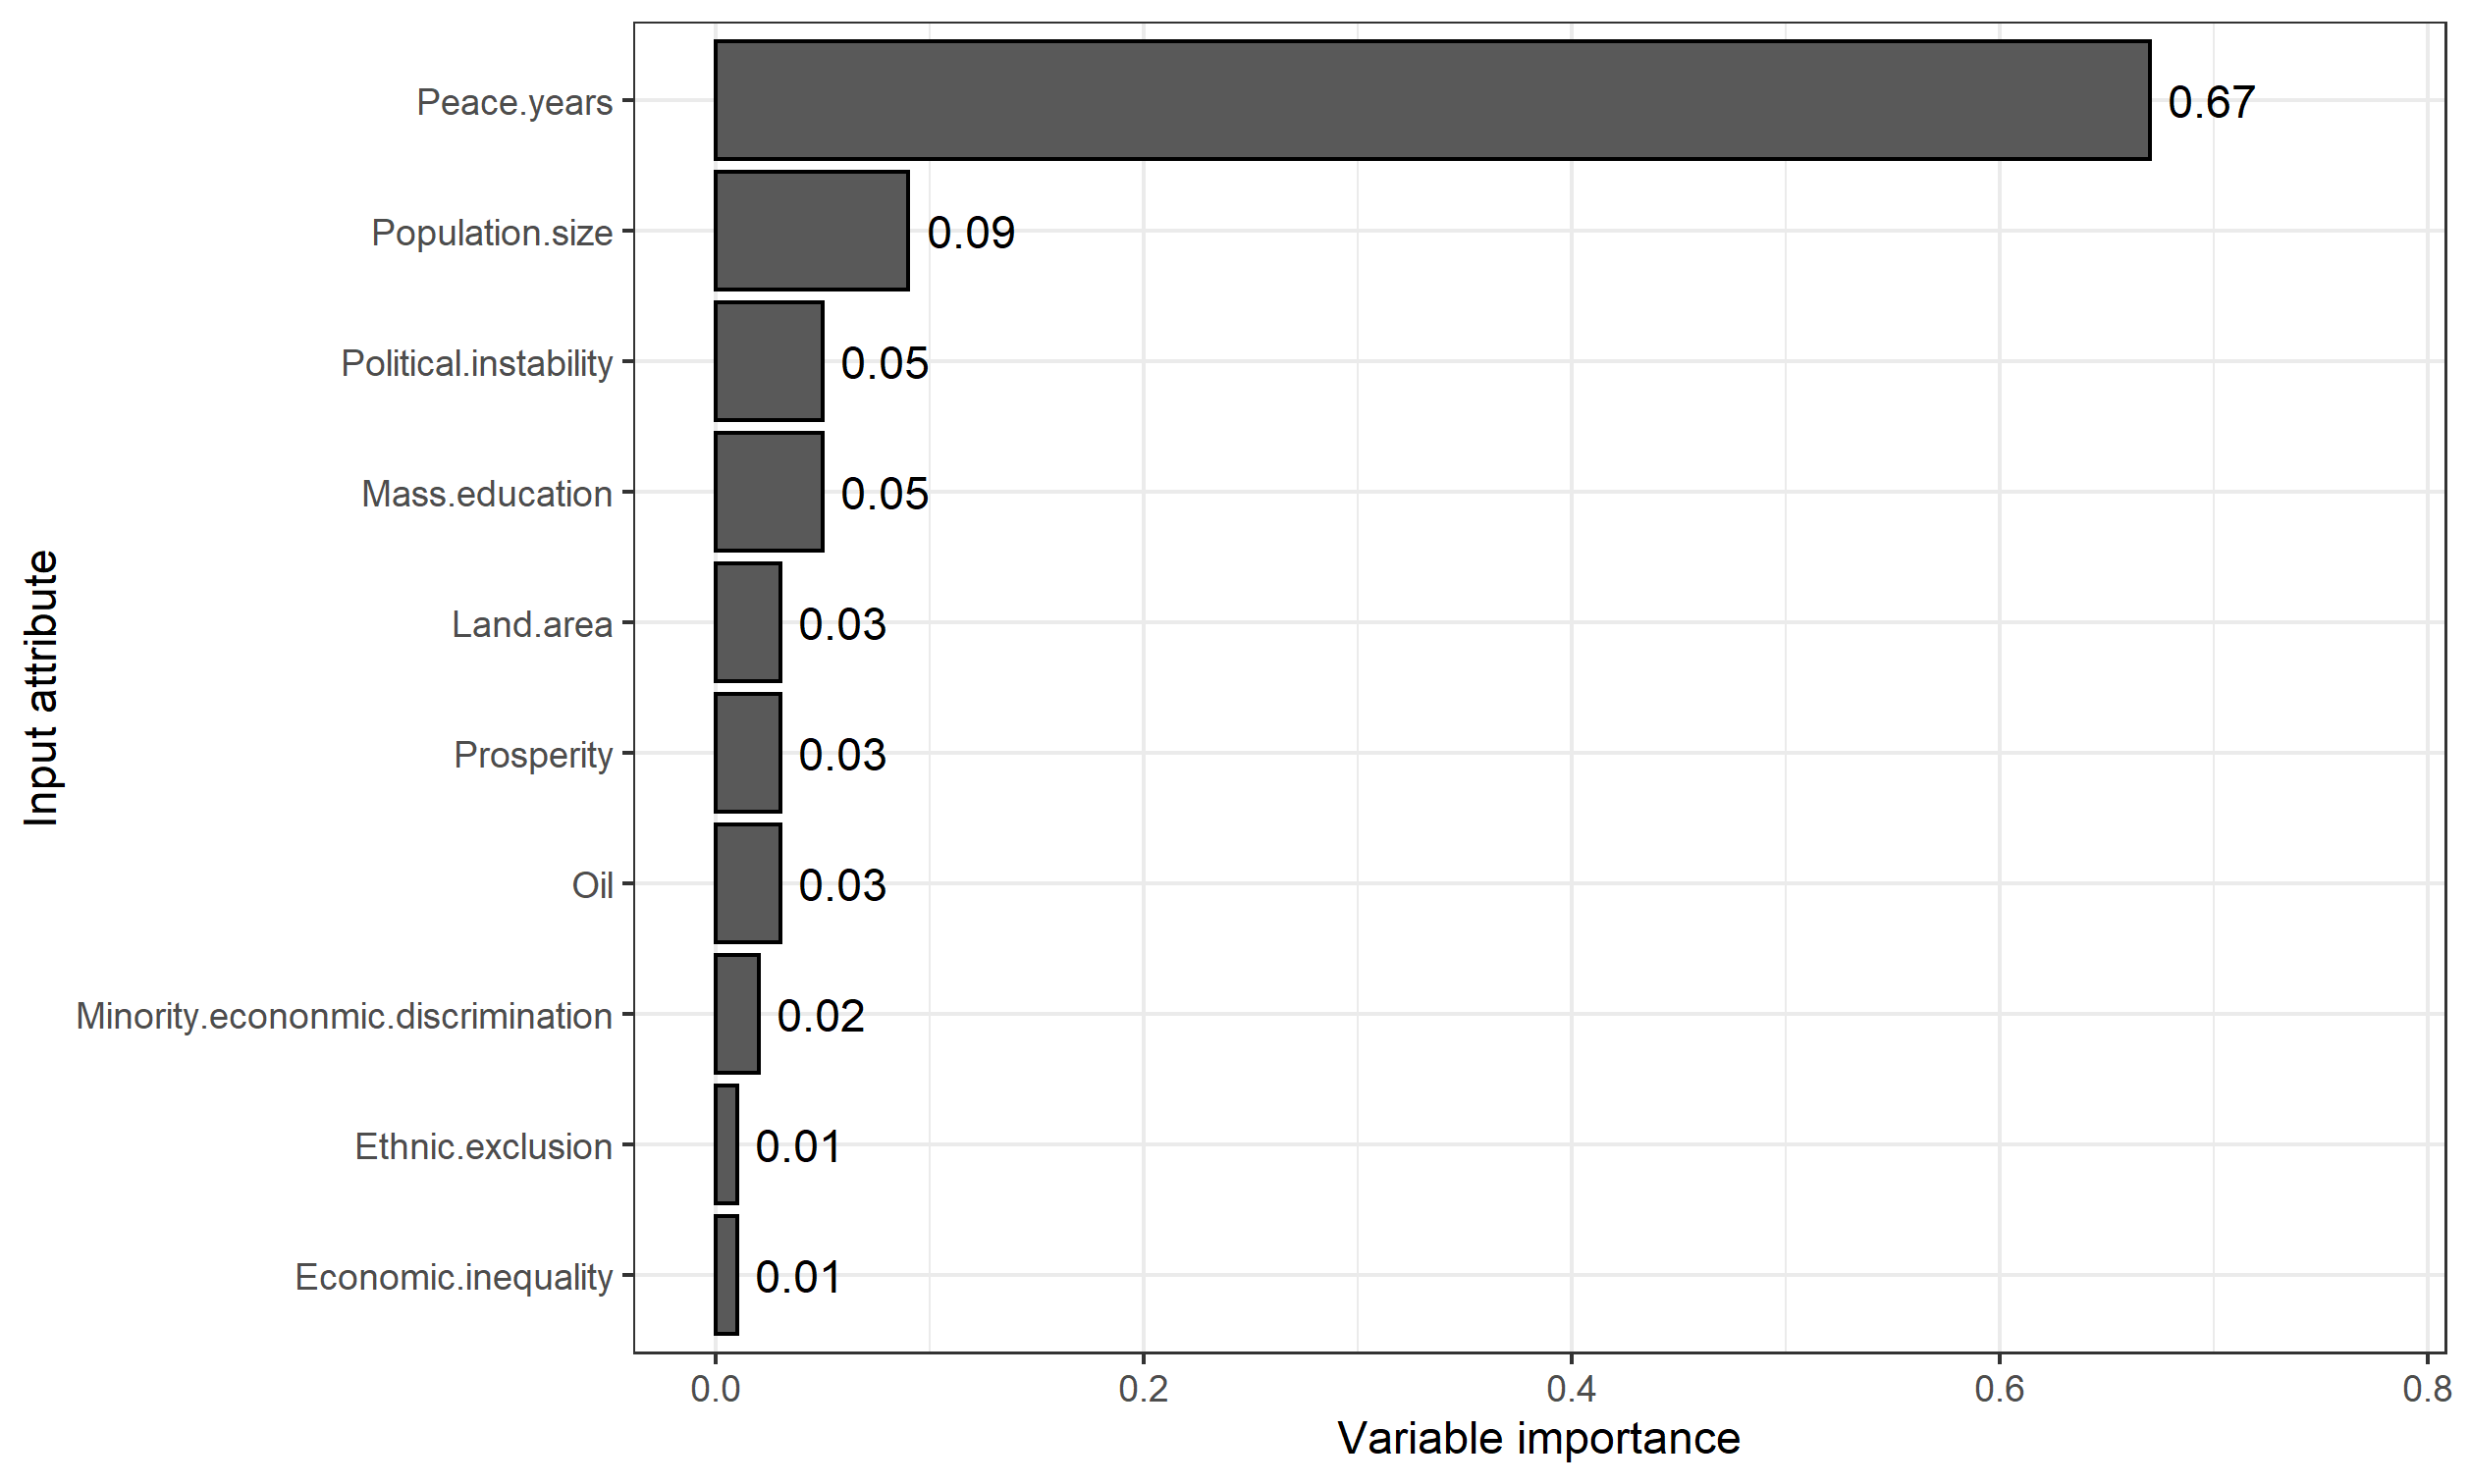 Peace.years
0.67
Population.size
0.09
Political.instability
0.05
Mass.education
0.05
Land.area
0.03
Prosperity
0.03
Oil
0.03
Minority.econonmic.discrimination
0.02
Ethnic.exclusion
0.01
Economic.inequality
0.01
Input attribute
0.0 0.2 0.4 0.6 0.8
Variable importance